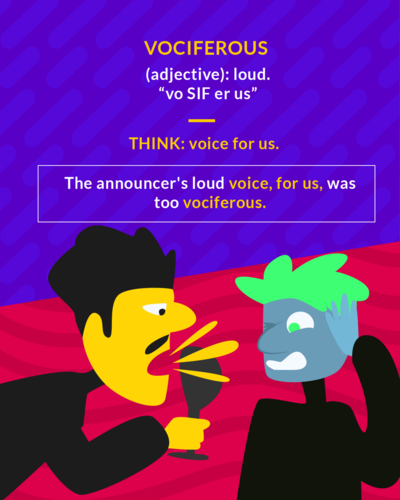 VOCIFEROUS
(adjective): loud.
“vo SIF er us”
THINK: voice for us.
The announcer's loud voice, for us, was
too vociferous.